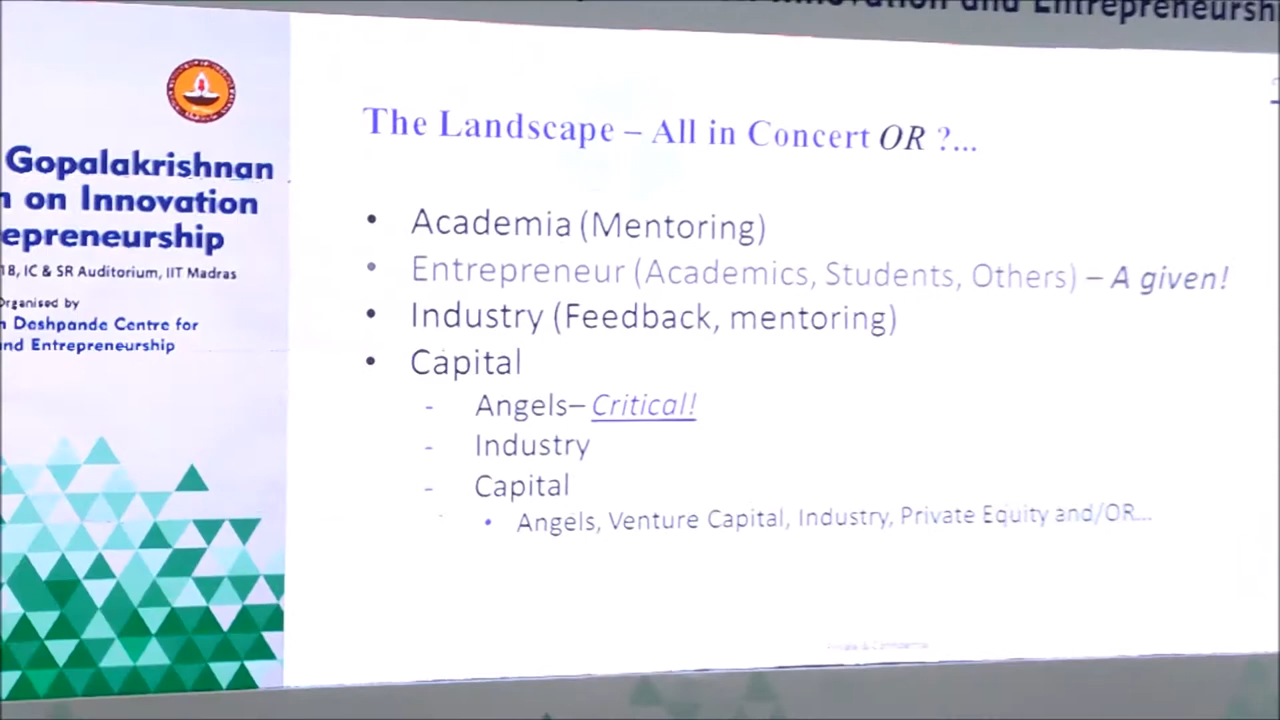 and Entrepreneursh
Gopalakrishnan
n on Innovation
epreneurship
18, IC & SR Auditorium, IIT Madras
Organised by
n Deshpande Centre for
nd Entrepreneurship
The Landscape – All in Concert OR ?...
• Academia (Mentoring)
• Entrepreneur (Academics, Students, Others) – A given!
• Industry (Feedback, mentoring)
• Capital
- Angels– Critical!
- Industry
- Capital
• Angels, Venture Capital, Industry, Private Equity and/OR...
Private & Confidential